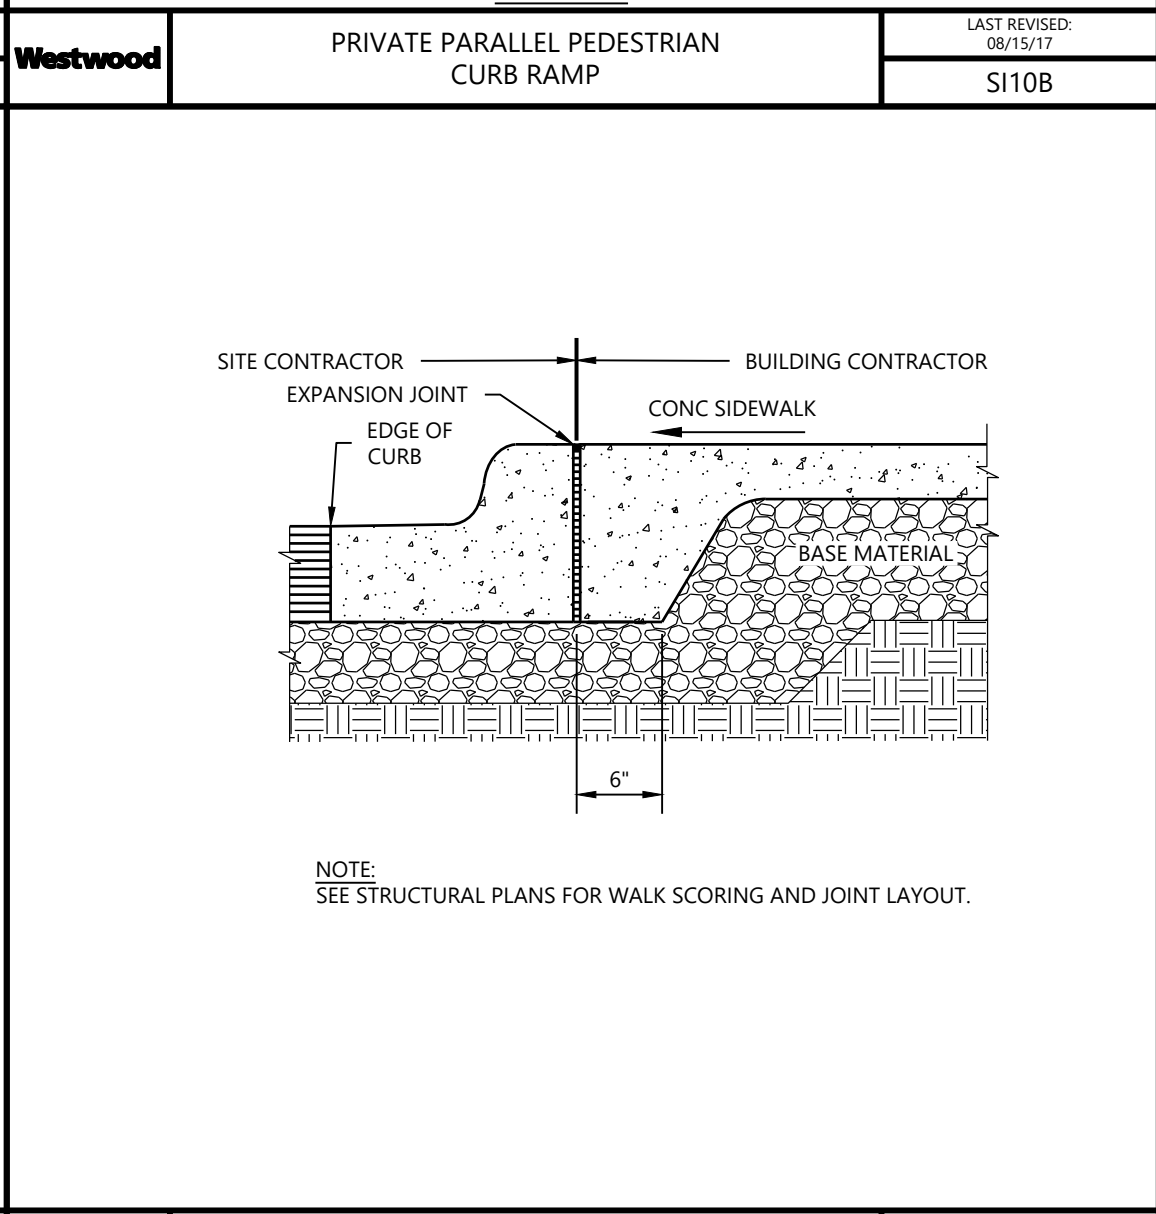 Westwood
PRIVATE PARALLEL PEDESTRIAN
CURB RAMP
LAST REVISED:
08/15/17
SI10B
SITE CONTRACTOR
BUILDING CONTRACTOR
EXPANSION JOINT
CONC SIDEWALK
EDGE OF
CURB
BASE MATERIAL
6"
NOTE:
SEE STRUCTURAL PLANS FOR WALK SCORING AND JOINT LAYOUT.